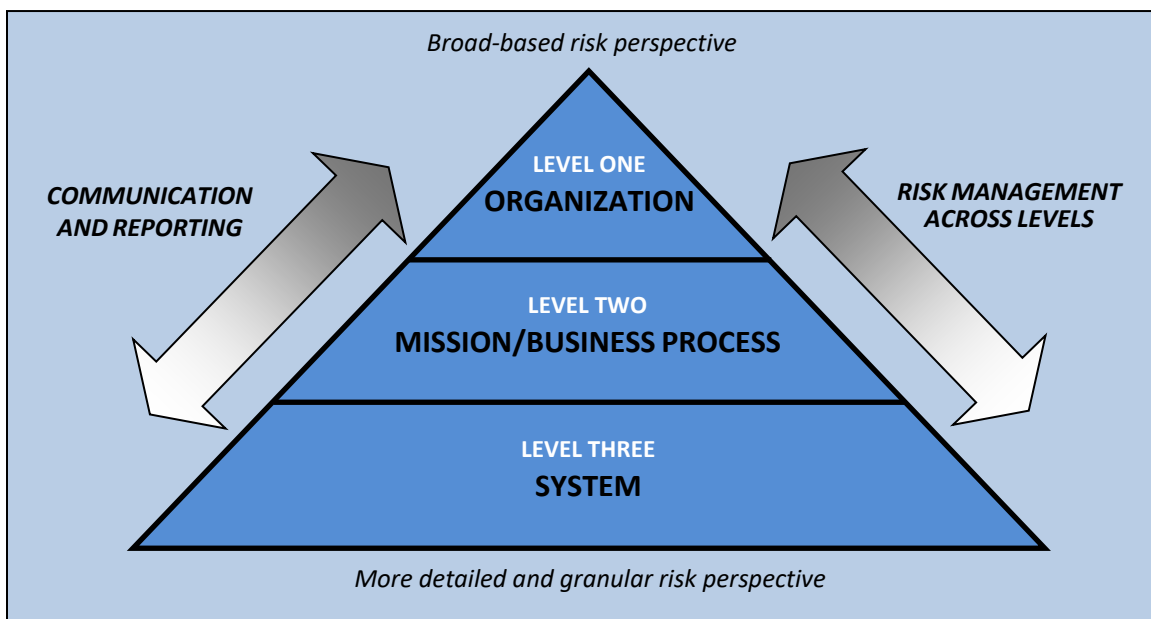 Broad-based risk perspective
LEVEL ONE
ORGANIZATION
COMMUNICATION
AND REPORTING
RISK MANAGEMENT
ACROSS LEVELS
LEVEL TWO
MISSION/BUSINESS PROCESS
LEVEL THREE
SYSTEM
More detailed and granular risk perspective